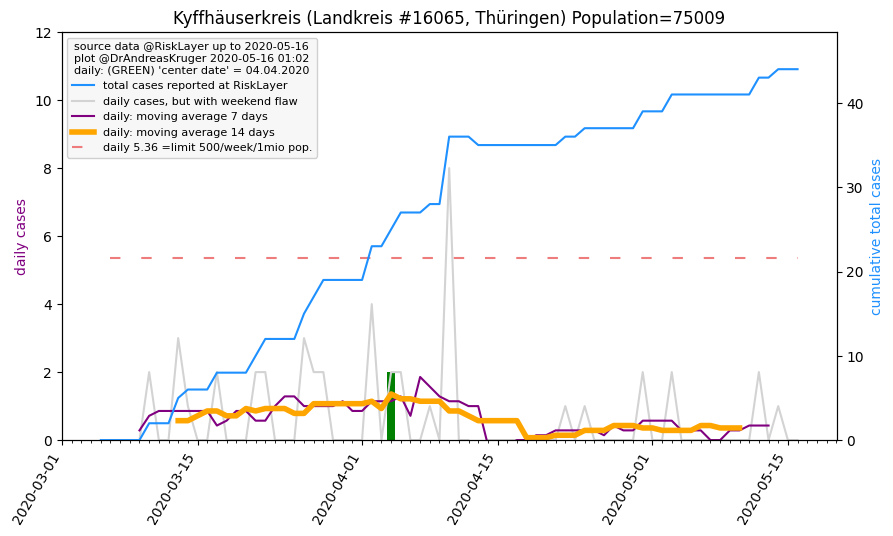 Kyffhäuserkreis (Landkreis #16065, Thüringen) Population=75009
source data @RiskLayer up to 2020-05-16
plot @DrAndreasKruger 2020-05-16 01:02
daily: (GREEN) 'center date' = 04.04.2020
total cases reported at RiskLayer
daily cases, but with weekend flaw
daily: moving average 7 days
daily: moving average 14 days
daily 5.36 =limit 500/week/1mio pop.
daily cases
12
10
8
6
4
2
0
cumulative total cases
40
30
20
10
0
2020-03-01
2020-03-15
2020-04-01
2020-04-15
2020-05-01
2020-05-15